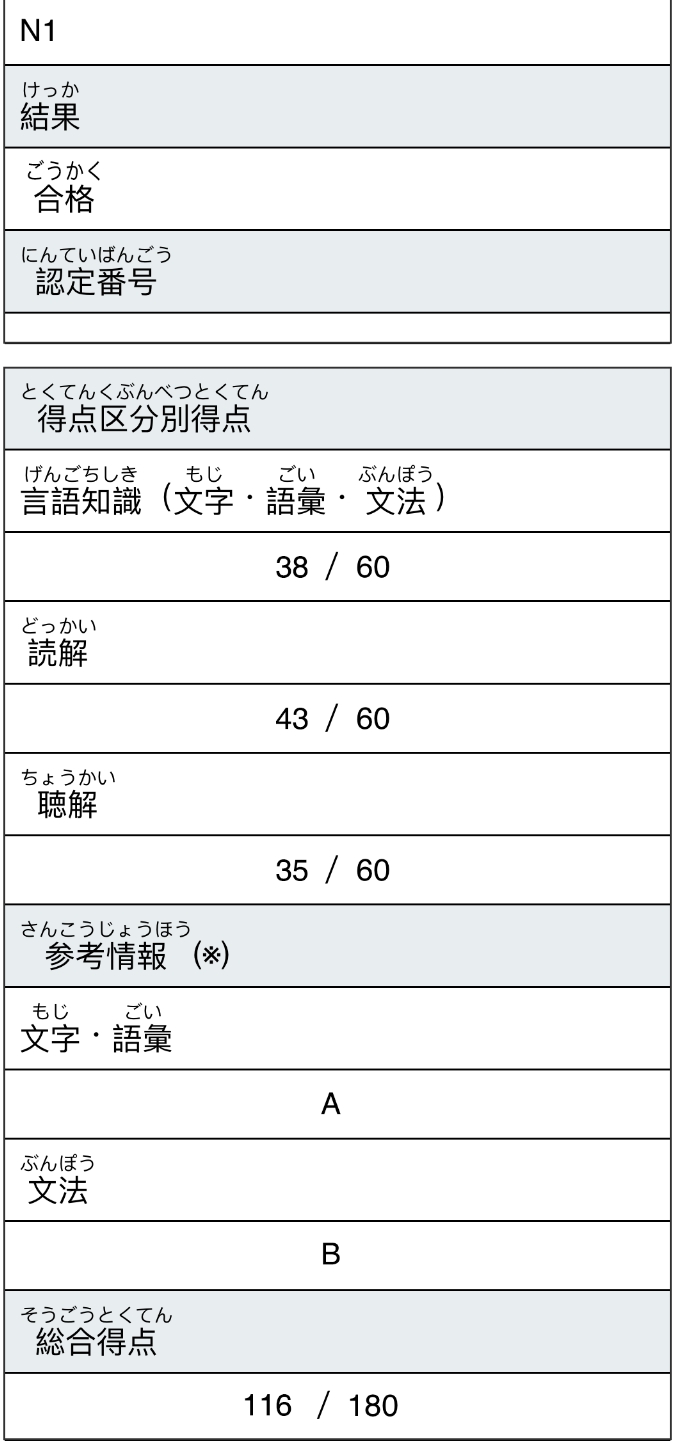 N1
けっか
結果
ごうかく
合格
にんていばんごう
認定番号
とくてんくぶんべつとくてん
得点区分別得点
げんごちしき もじ ごい ぶんぽう
言語知識（文字・語彙・文法）
38 / 60
どっかい
読解
43 / 60
ちょうかい
聴解
35 / 60
さんこうじょうほう
参考情報 (※)
もじ ごい
文字・語彙
A
ぶんぽう
文法
B
そうごうとくてん
総合得点
116 / 180